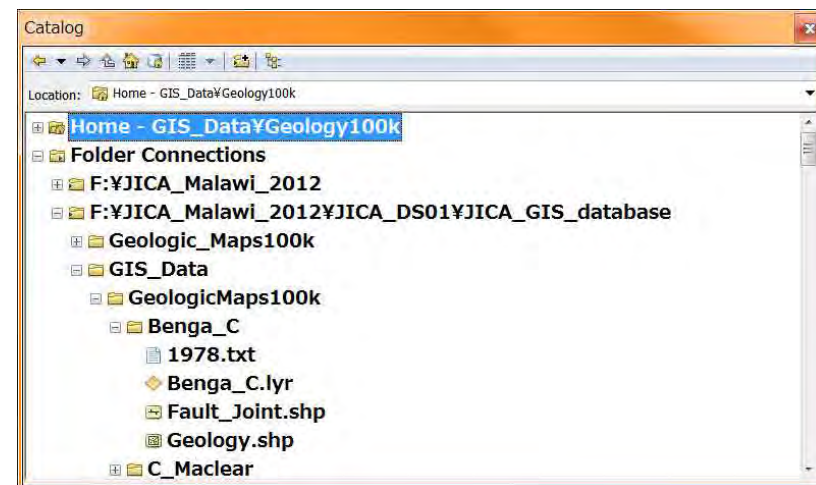 Catalog
Location: Home - GIS_Data¥Geology100k
Home - GIS_Data¥Geology100k
Folder Connections
F:¥JICA_Malawi_2012
F:¥JICA_Malawi_2012¥JICA_DS01¥JICA_GIS_database
Geologic_Maps100k
GIS_Data
GeologicMaps100k
Benga_C
1978.txt
Benga_C.lyr
Fault_Joint.shp
Geology.shp
C_Maclear